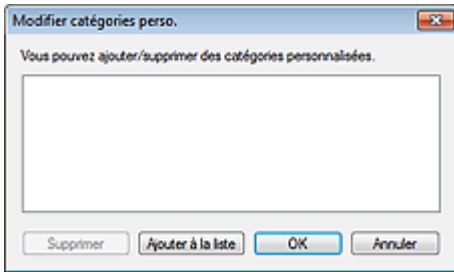 Modifier catégories perso.
Vous pouvez ajouter/supprimer des catégories personnalisées.
Supprimer Ajouter à la liste OK Annuler